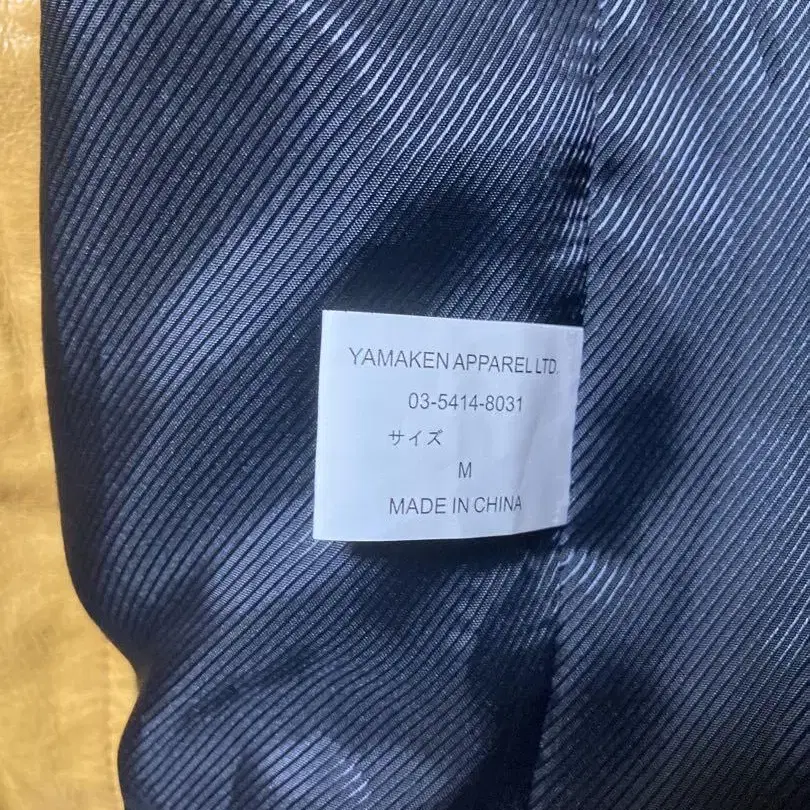 YAMAKEN APPAREL LTD.
03-5414-8031
サイズ
M
MADE IN CHINA